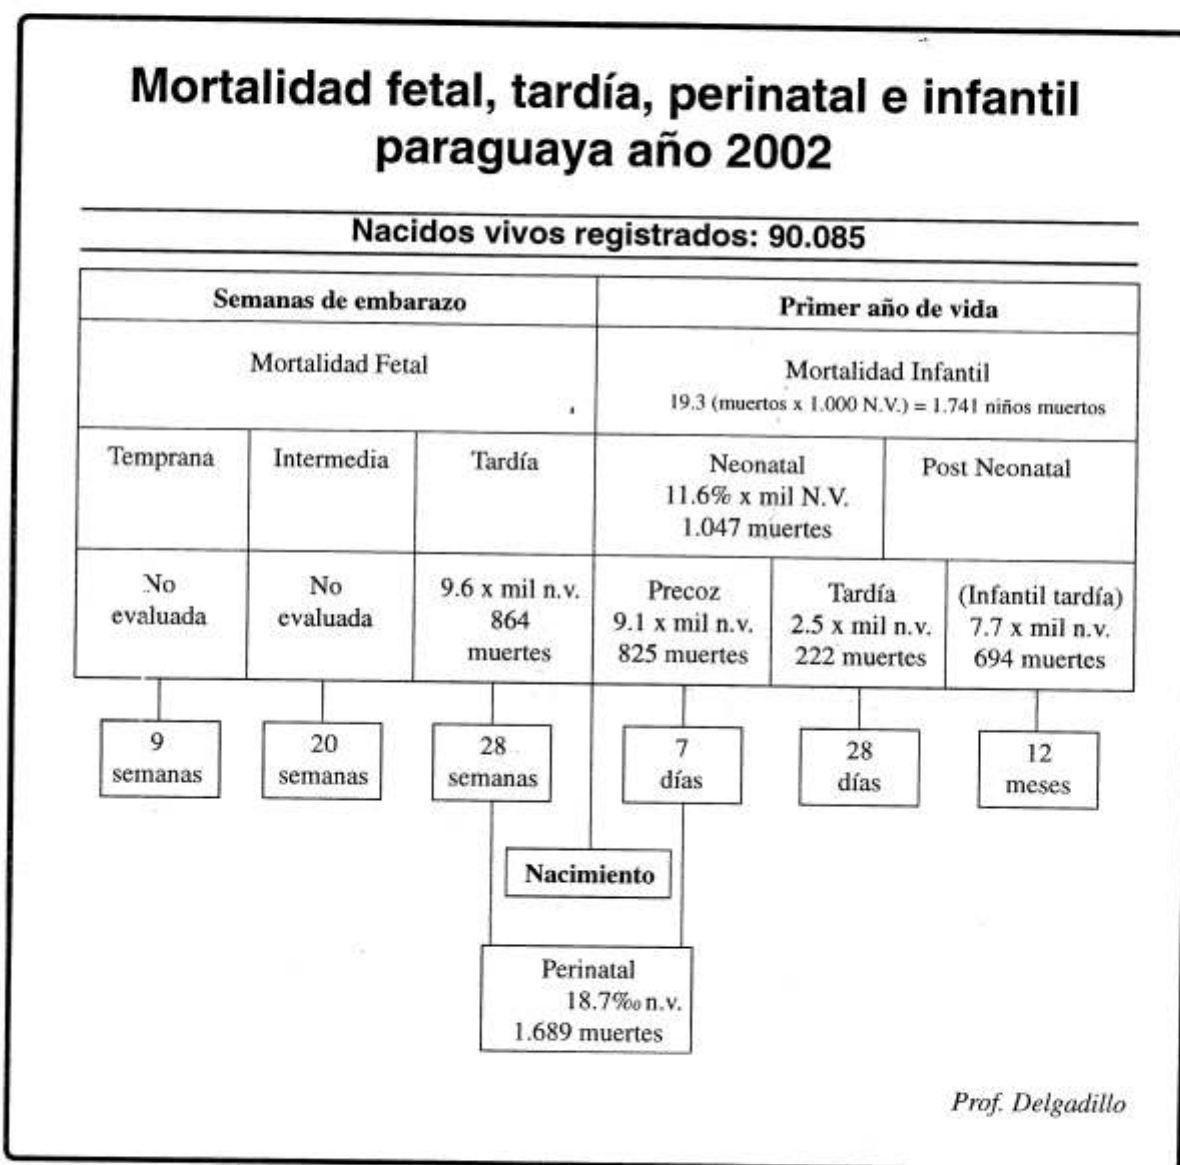 Mortalidad fetal, tardía, perinatal e infantil
paraguaya año 2002
Nacidos vivos registrados: 90.085
Semanas de embarazo
Primer año de vida
Mortalidad Fetal
Mortalidad Infantil
19.3 (muertos x 1.000 N.V.) = 1.741 niños muertos
Temprana
Intermedia
Tardía
Neonatal
11.6% x mil N.V.
1.047 muertes
Post Neonatal
No
evaluada
No
evaluada
9.6 x mil n.v.
864
muertes
Precoz
9.1 x mil n.v.
825 muertes
Tardía
2.5 x mil n.v.
222 muertes
(Infantil tardía)
7.7 x mil n.v.
694 muertes
9
semanas
20
semanas
28
semanas
7
días
28
días
12
meses
Nacimiento
Perinatal
18.7‰ n.v.
1.689 muertes
Prof. Delgadillo